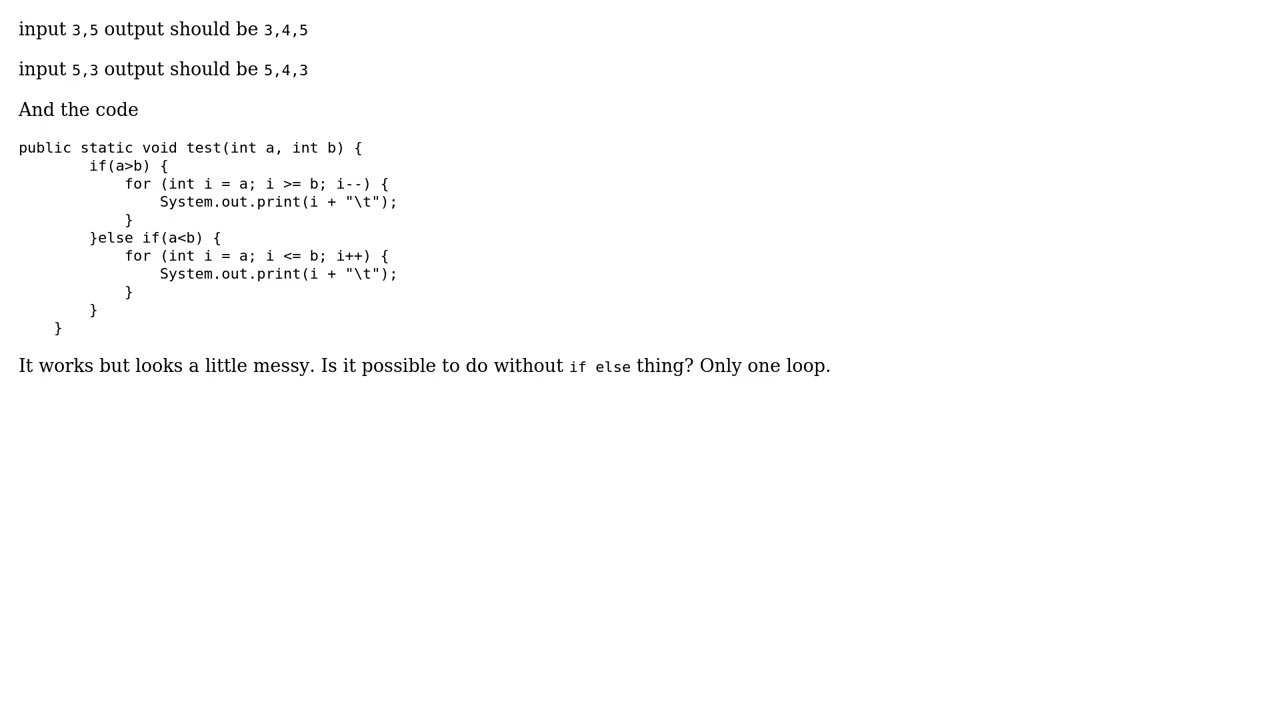 input 3,5 output should be 3,4,5
input 5,3 output should be 5,4,3
And the code
public static void test(int a, int b) {
        if(a>b) {
            for (int i = a; i >= b; i--) {
                System.out.print(i + "\t");
            }
        }else if(a<b) {
            for (int i = a; i <= b; i++) {
                System.out.print(i + "\t");
            }
        }
    }
It works but looks a little messy. Is it possible to do without if else thing? Only one loop.